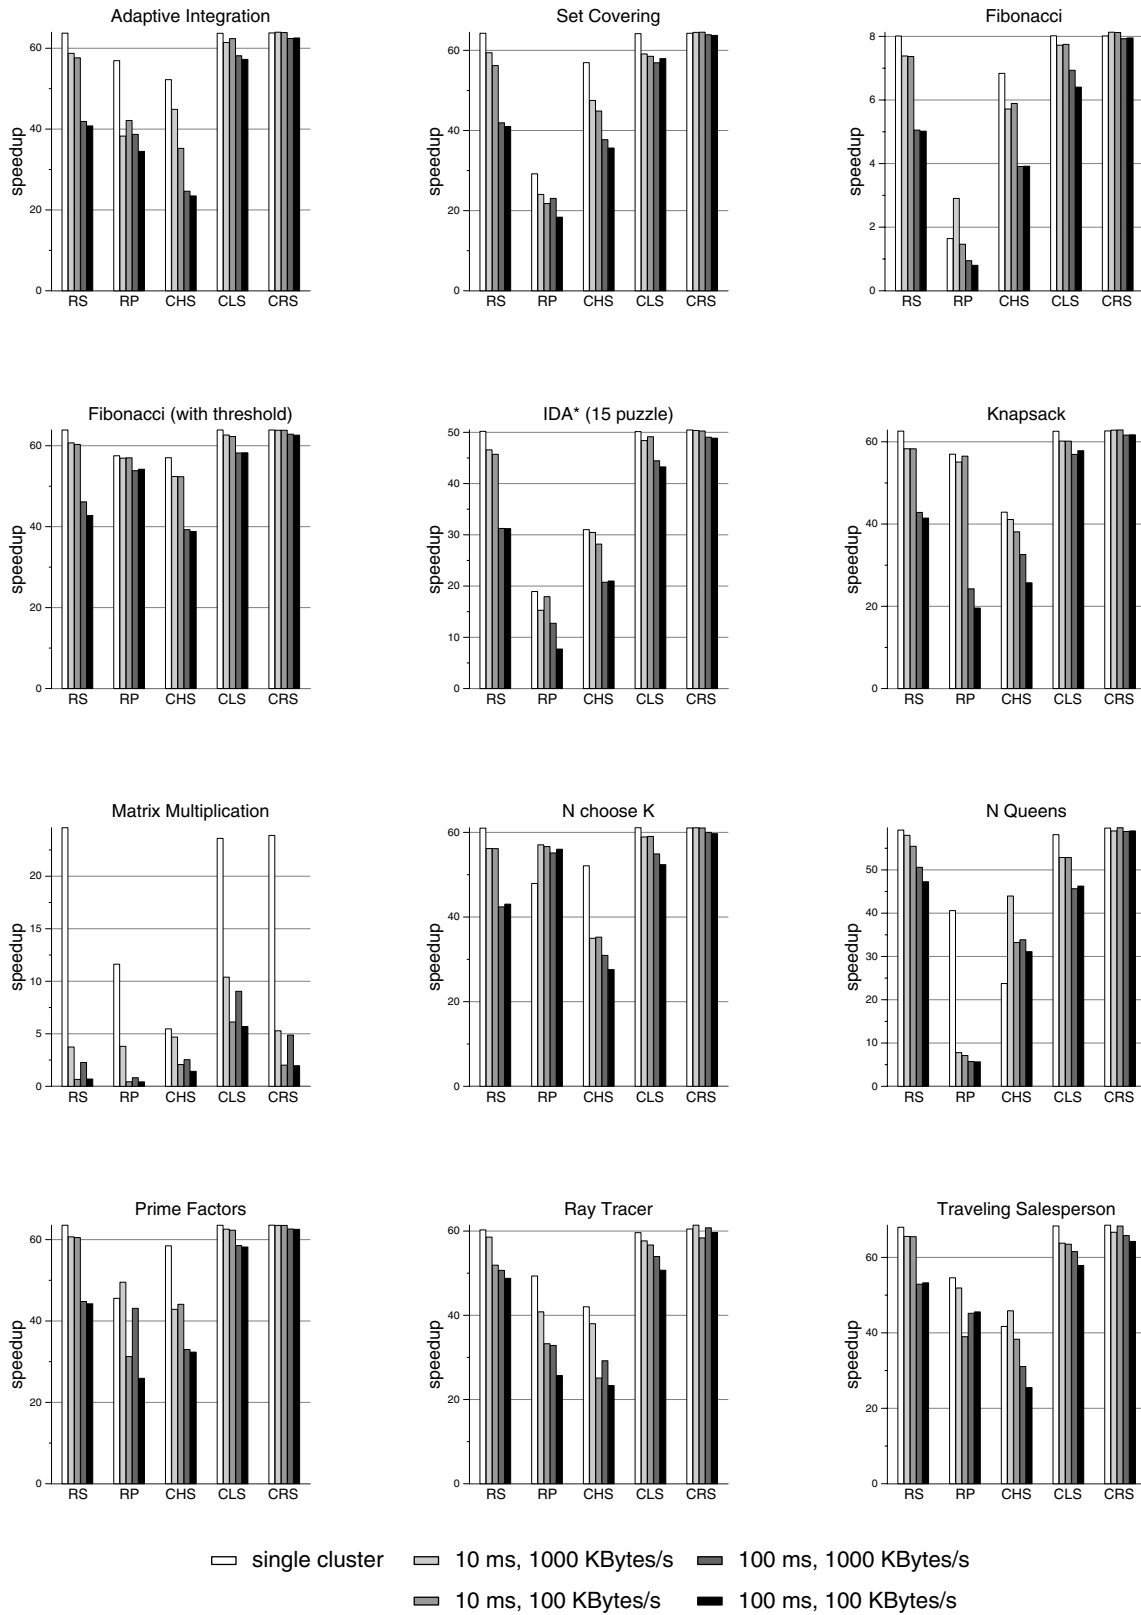 Adaptive Integration
speedup
60
40
20
0
RS RP CHS CLS CRS
Set Covering
speedup
60
40
20
0
RS RP CHS CLS CRS
Fibonacci
speedup
8
6
4
2
0
RS RP CHS CLS CRS
Fibonacci (with threshold)
speedup
60
40
20
0
RS RP CHS CLS CRS
IDA* (15 puzzle)
speedup
50
40
30
20
10
0
RS RP CHS CLS CRS
Knapsack
speedup
60
40
20
0
RS RP CHS CLS CRS
Matrix Multiplication
speedup
20
15
10
5
0
RS RP CHS CLS CRS
N choose K
speedup
60
40
20
0
RS RP CHS CLS CRS
N Queens
speedup
50
40
30
20
10
0
RS RP CHS CLS CRS
Prime Factors
speedup
60
40
20
0
RS RP CHS CLS CRS
Ray Tracer
speedup
60
40
20
0
RS RP CHS CLS CRS
Traveling Salesperson
speedup
60
40
20
0
RS RP CHS CLS CRS
single cluster 10 ms, 1000 KBytes/s 100 ms, 1000 KBytes/s
10 ms, 100 KBytes/s 100 ms, 100 KBytes/s